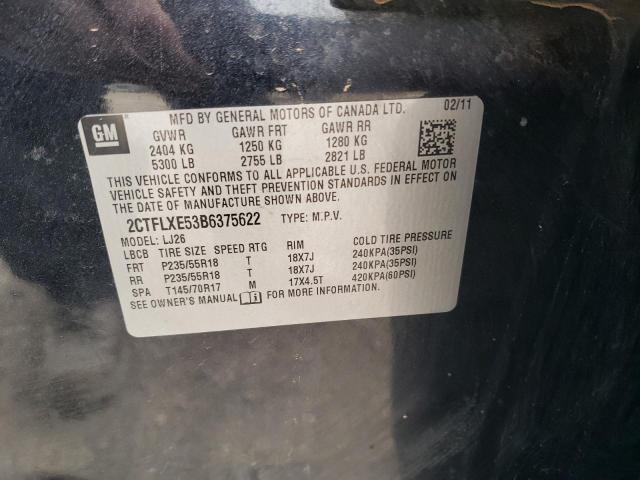 GM
MFD BY GENERAL MOTORS OF CANADA LTD. 02/11
GVWR GAWR FRT GAWR RR
2404 KG 1250 KG 1280 KG
5300 LB 2755 LB 2821 LB
THIS VEHICLE CONFORMS TO ALL APPLICABLE U.S. FEDERAL MOTOR
VEHICLE SAFETY AND THEFT PREVENTION STANDARDS IN EFFECT ON
THE DATE OF MANUFACTURE SHOWN ABOVE.
2CTFLXE53B6375622 TYPE: M.P.V.
MODEL: LJ26
LBCB TIRE SIZE SPEED RTG RIM COLD TIRE PRESSURE
FRT P235/55R18 T 18X7J 240KPA(35PSI)
RR P235/55R18 T 18X7J 240KPA(35PSI)
SPA T145/70R17 M 17X4.5T 420KPA(60PSI)
SEE OWNER'S MANUAL FOR MORE INFORMATION.